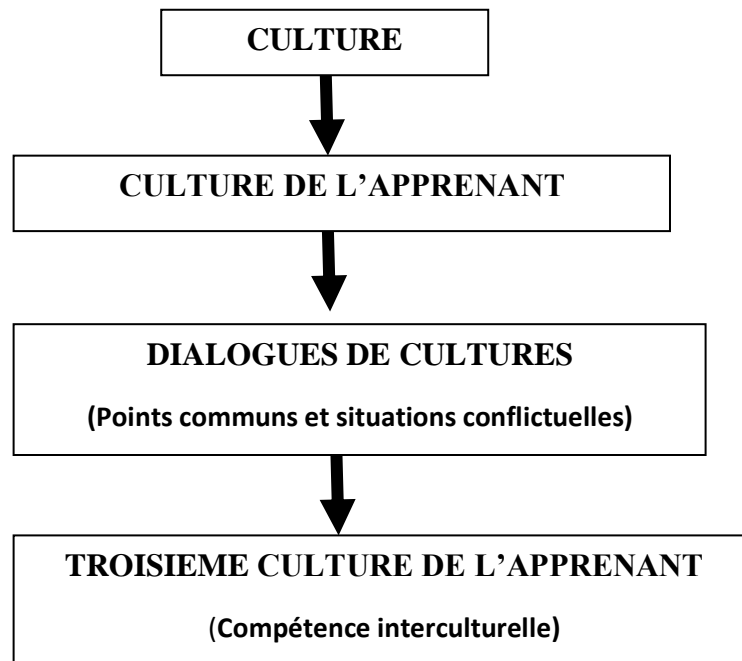 CULTURE
CULTURE DE L’APPRENANT
DIALOGUES DE CULTURES
(Points communs et situations conflictuelles)
TROISIEME CULTURE DE L’APPRENANT
(Compétence interculturelle)